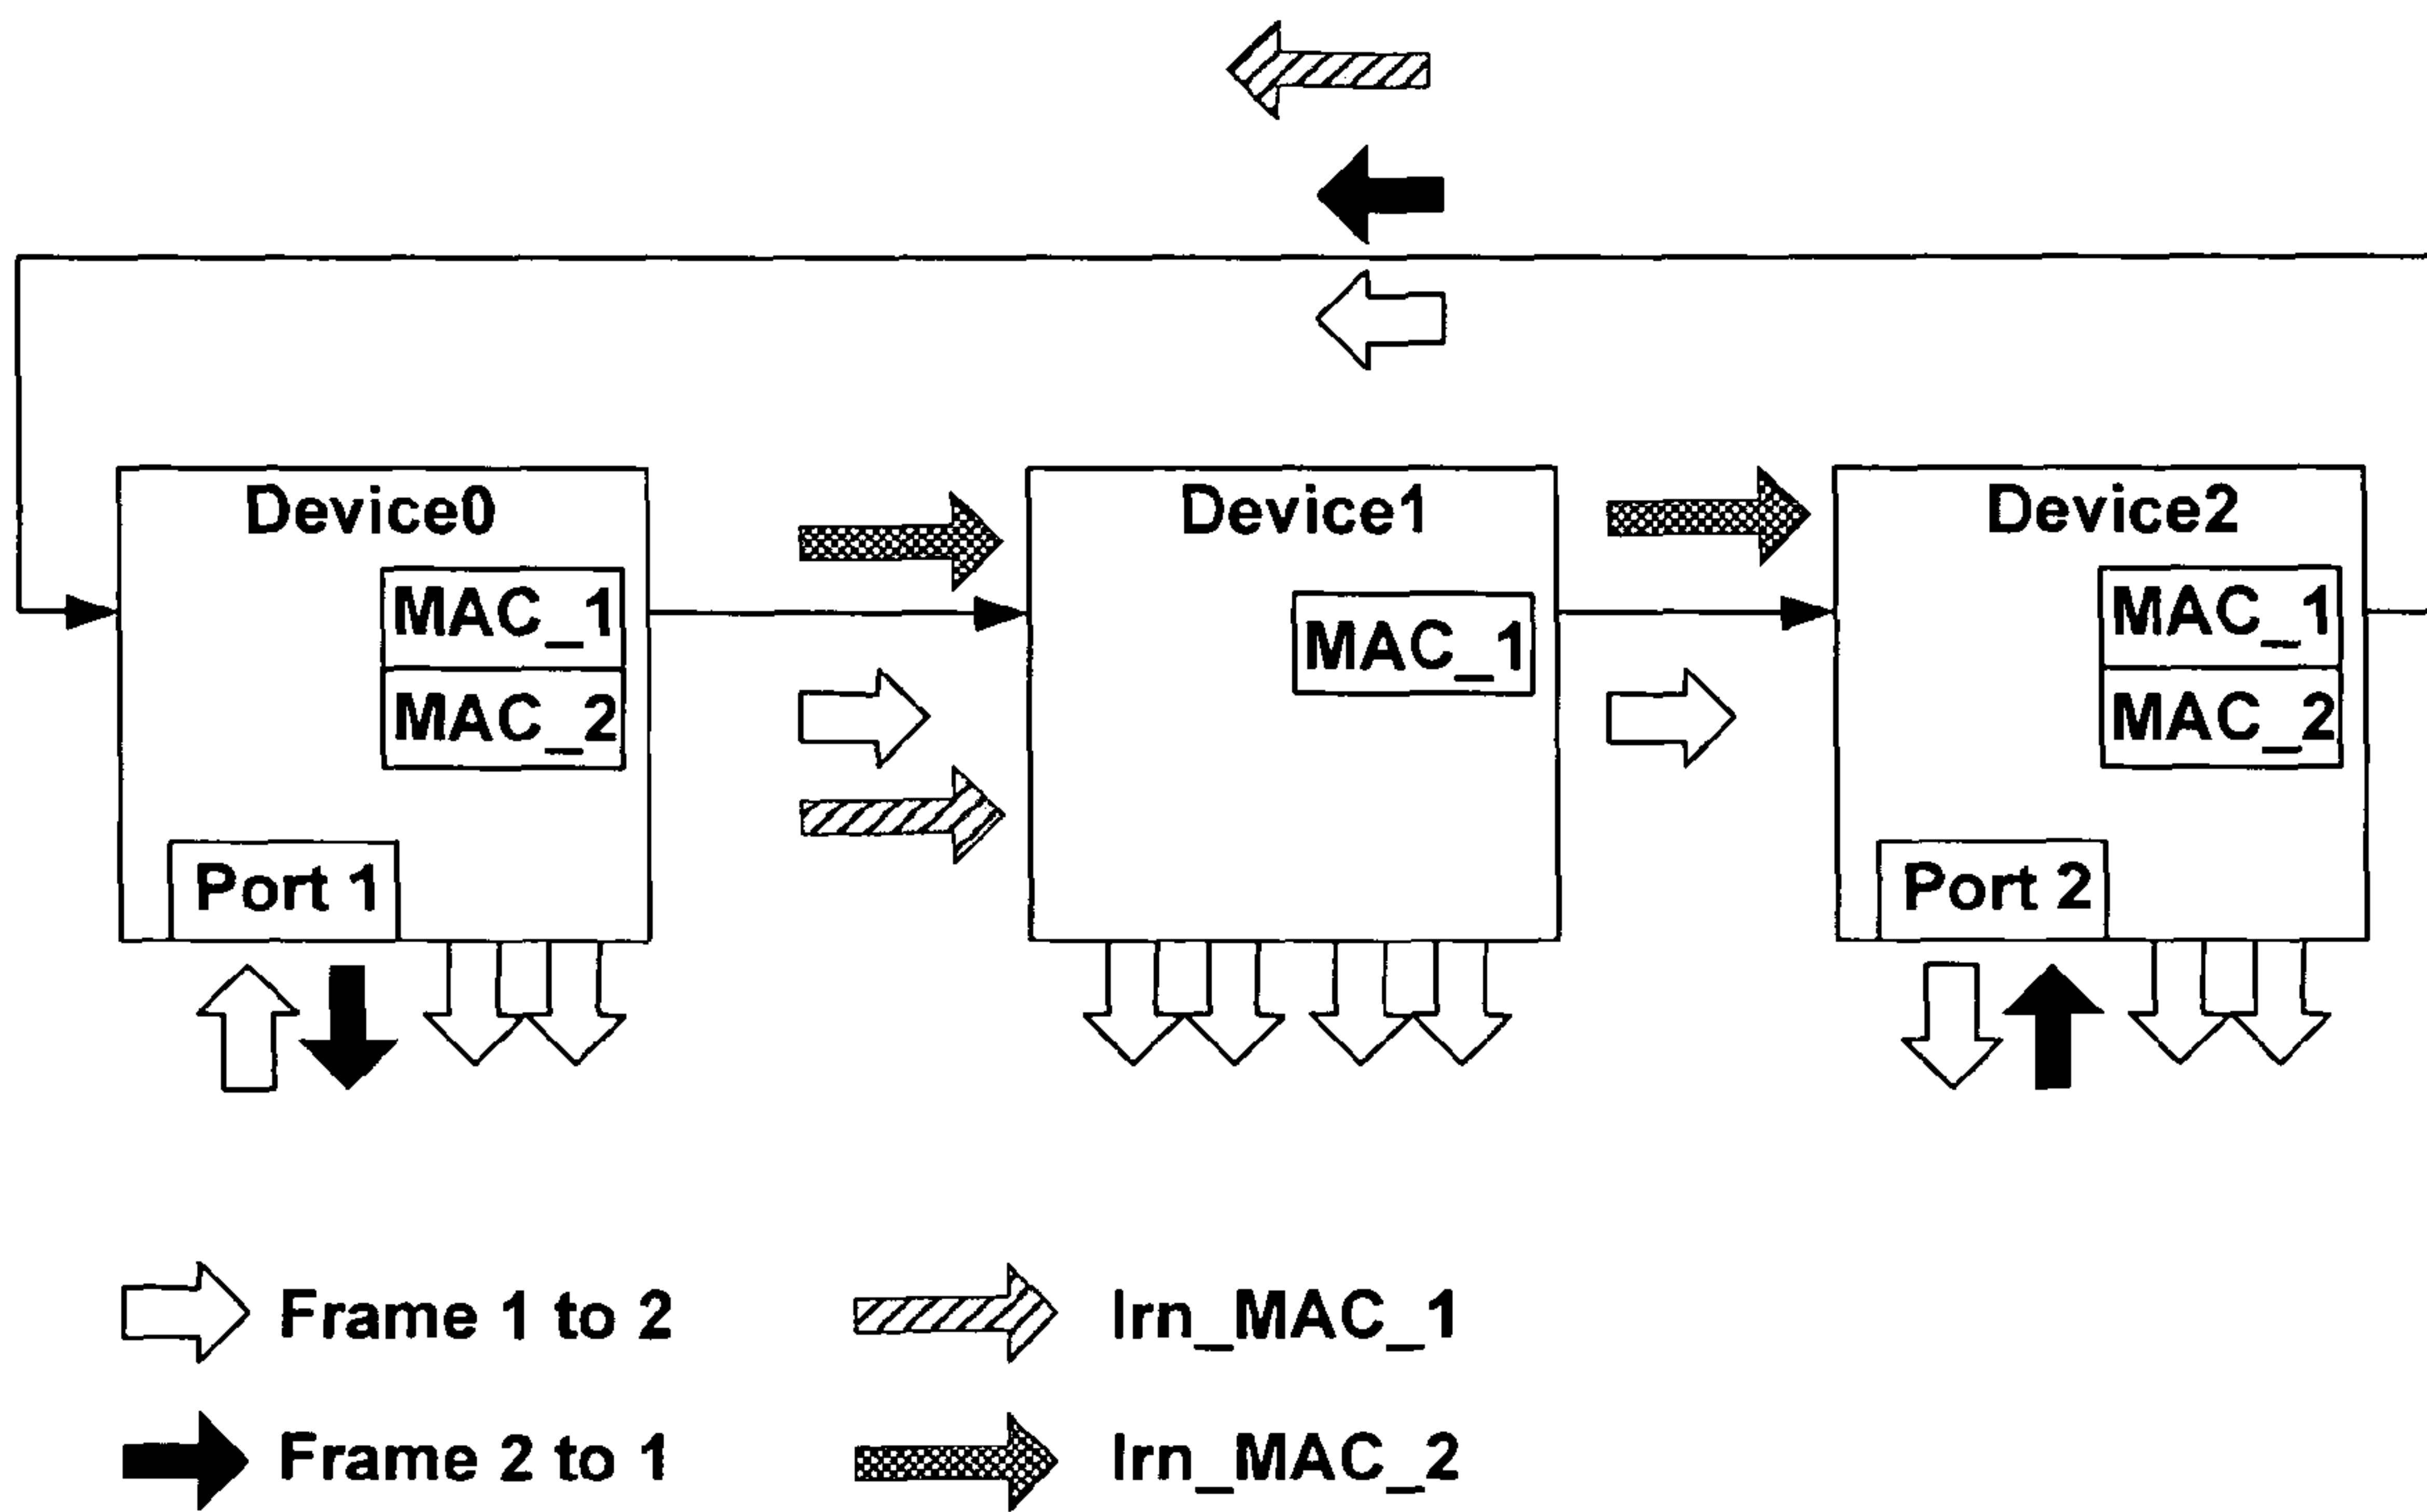 Device0
Device1
Device2
MAC_1
MAC_2
MAC_1
MAC_1
MAC_2
Port 1
Port 2
Frame 1 to 2
lrn_MAC_1
Frame 2 to 1
lrn_MAC_2